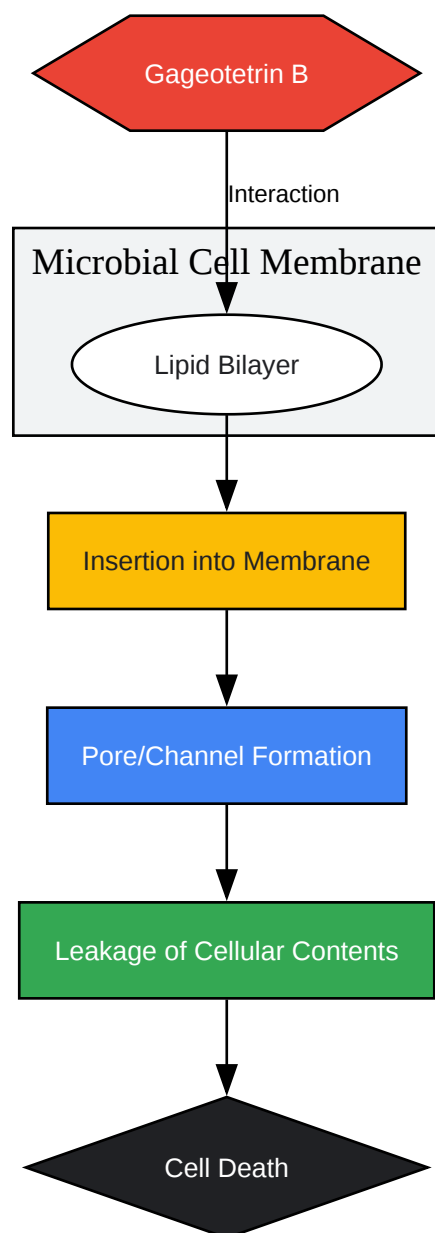 Gageotetrin B
Interaction
Microbial Cell Membrane
Lipid Bilayer
Insertion into Membrane
Pore/Channel Formation
Leakage of Cellular Contents
Cell Death